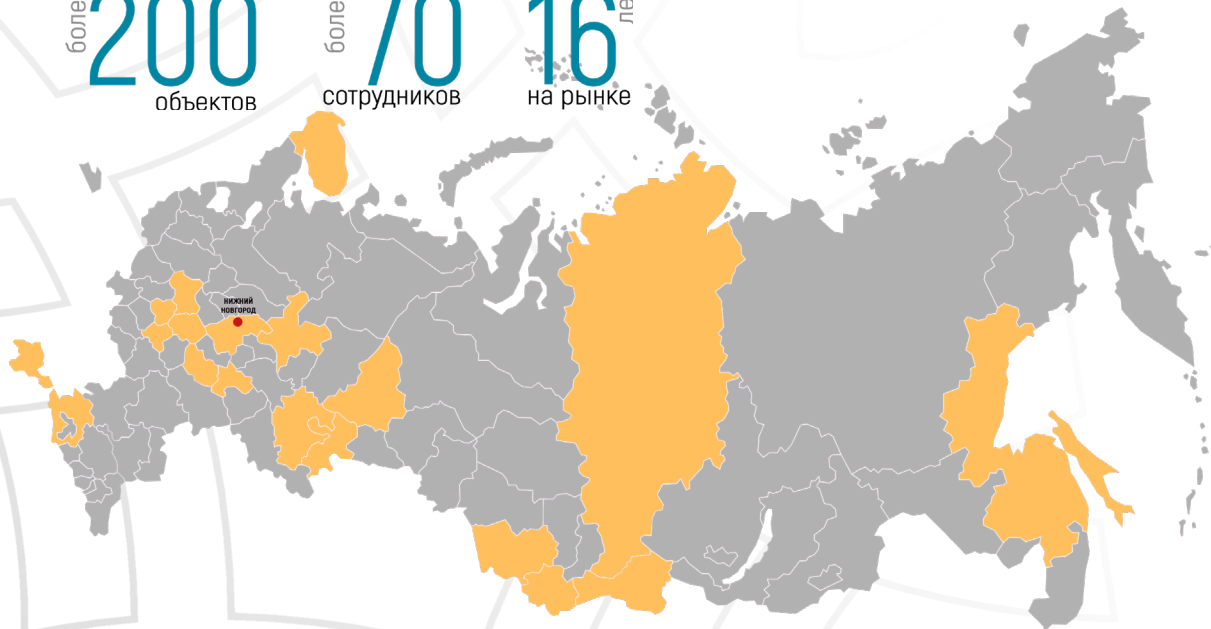 200
объектов
70
сотрудников
16
на рынке
НИЖНИЙ
НОВГОРОД